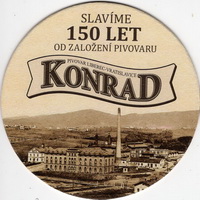 SLAVÍME
150 LET
OD ZALOŽENÍ PIVOVARU
PIVOVAR LIBEREC-VRATISLAVICE
KONRAD